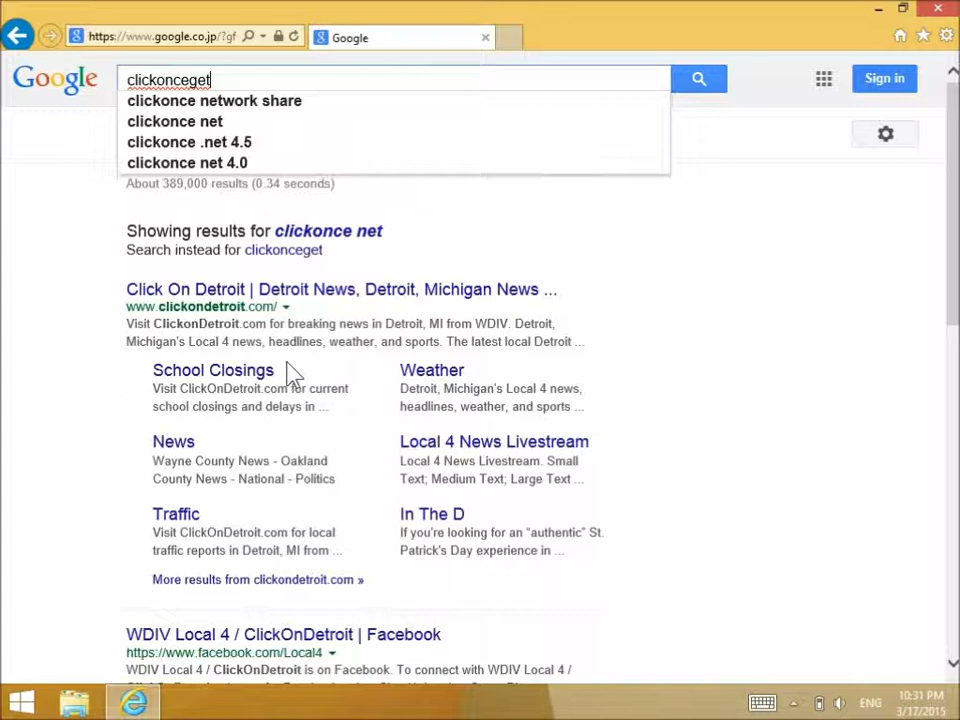 https://www.google.co.jp/?gf
Google
Google
clickonceget
Sign in
clickonce network share
clickonce net
clickonce .net 4.5
clickonce net 4.0
About 389,000 results (0.34 seconds)
Showing results for clickonce net
Search instead for clickonceget
Click On Detroit | Detroit News, Detroit, Michigan News ...
www.clickondetroit.com/
Visit ClickonDetroit.com for breaking news in Detroit, MI from WDIV. Detroit,
Michigan's Local 4 news, headlines, weather, and sports. The latest local Detroit ...
School Closings
Visit ClickOnDetroit.com for current
school closings and delays in ...
Weather
Detroit, Michigan's Local 4 news,
headlines, weather, and sports ...
News
Wayne County News - Oakland
County News - National - Politics
Local 4 News Livestream
Local 4 News Livestream. Small
Text; Medium Text; Large Text ...
Traffic
Visit ClickOnDetroit.com for local
traffic reports in Detroit, MI from ...
In The D
If you're looking for an “authentic” St.
Patrick's Day experience in ...
More results from clickondetroit.com »
WDIV Local 4 / ClickOnDetroit | Facebook
https://www.facebook.com/Local4
WDIV Local 4 / ClickOnDetroit is on Facebook. To connect with WDIV Local 4 /
ENG
10:31 PM
3/17/2015